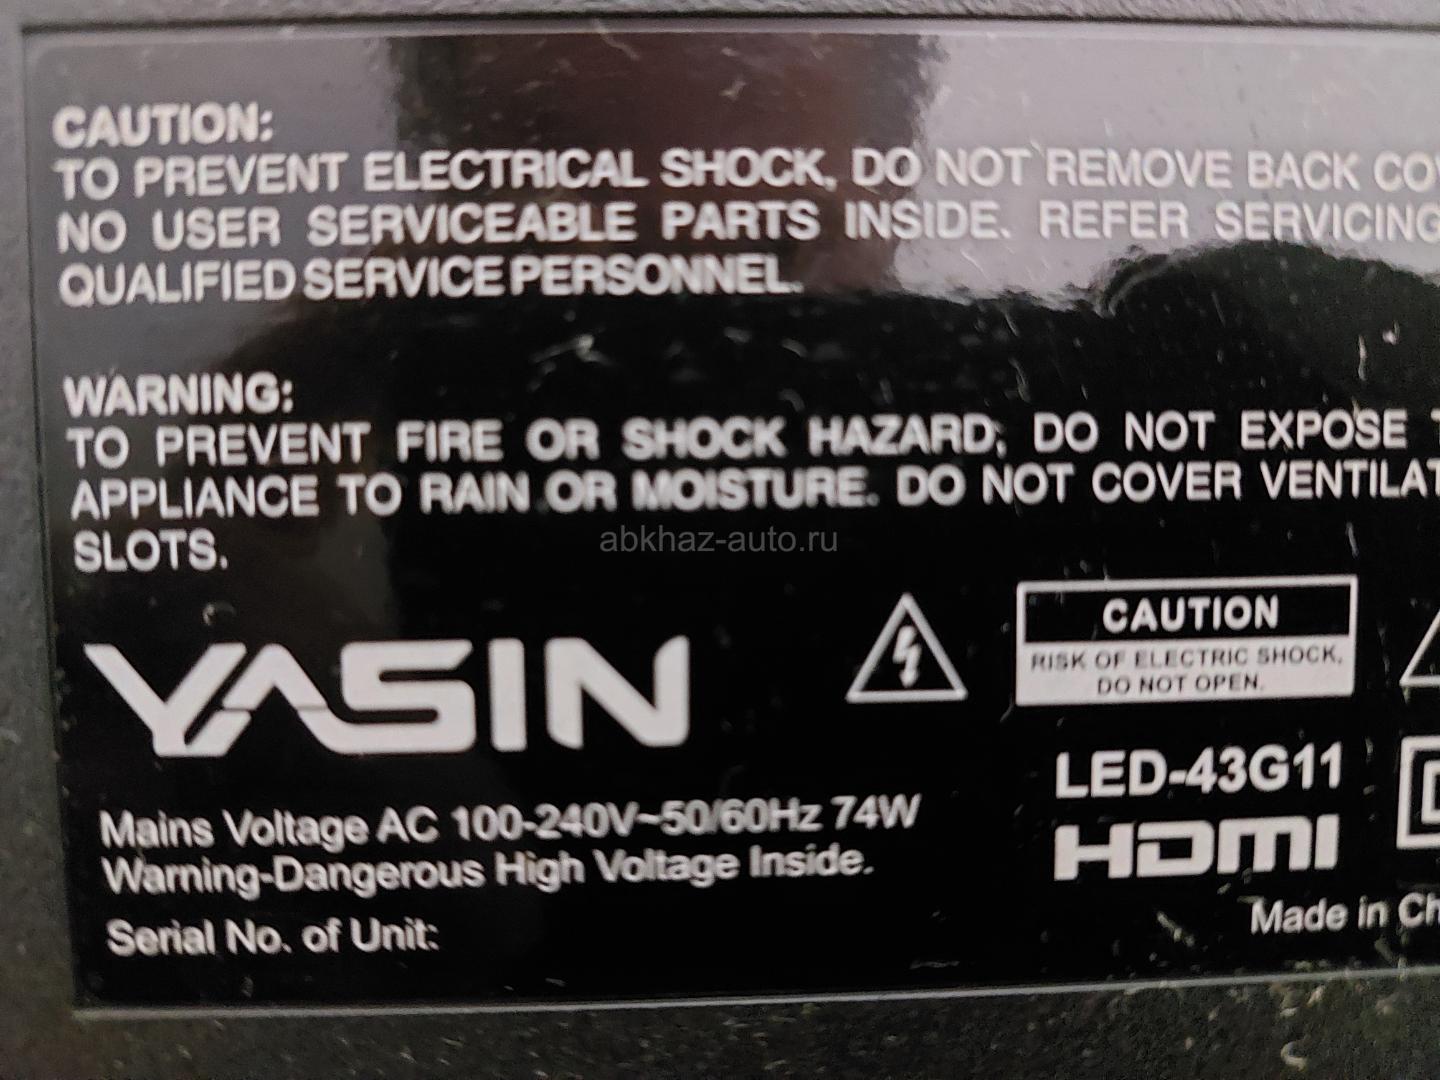 CAUTION:
TO PREVENT ELECTRICAL SHOCK, DO NOT REMOVE BACK
NO USER SERVICEABLE PARTS INSIDE. REFER SERVICING
QUALIFIED SERVICE PERSONNEL.
WARNING:
TO PREVENT FIRE OR SHOCK HAZARD, DO NOT EXPOSE
APPLIANCE TO RAIN OR MOISTURE. DO NOT COVER
SLOTS.
abkhaz-auto.ru
YASIN
CAUTION
RISK OF ELECTRIC SHOCK,
DO NOT OPEN.
LED-43G11
HDMI
Mains Voltage AC 100-240V~50/60Hz 74W
Warning-Dangerous High Voltage Inside.
Made in
Serial No. of Unit: